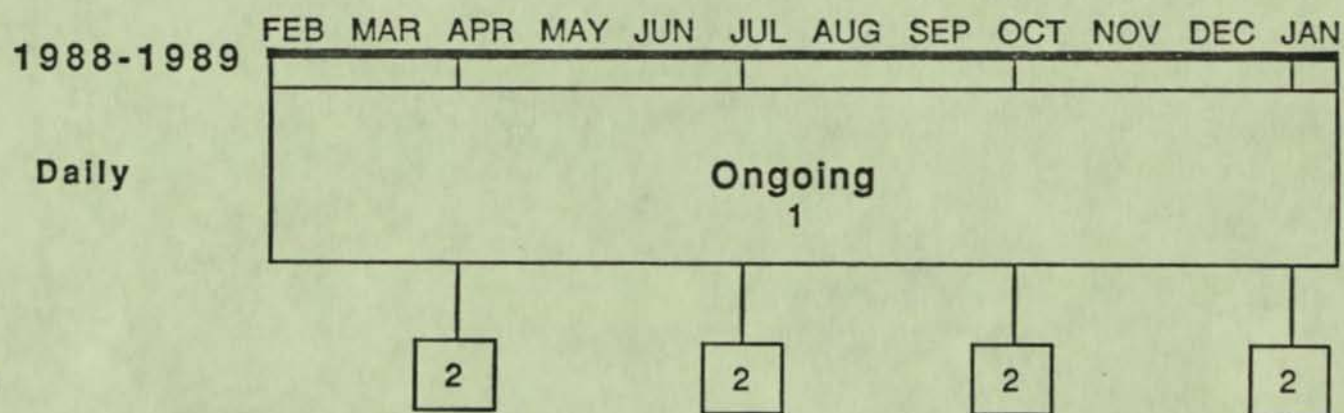 FEB MAR APR MAY JUN JUL AUG SEP OCT NOV DEC JAN
1988-1989
Daily
Ongoing
1
2 2 2 2